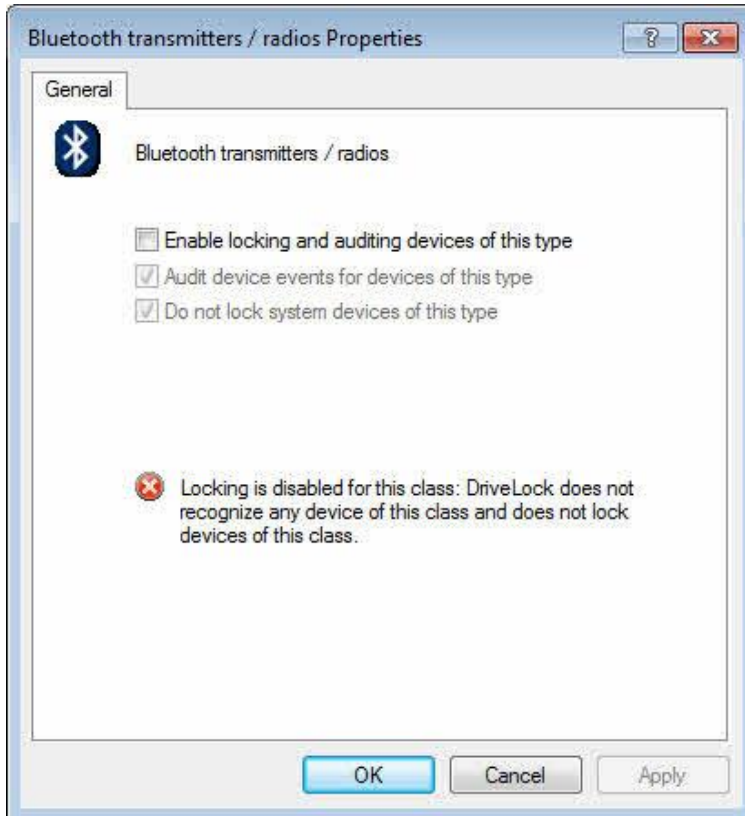 Bluetooth transmitters / radios Properties
General
Bluetooth transmitters / radios
Enable locking and auditing devices of this type
Audit device events for devices of this type
Do not lock system devices of this type
Locking is disabled for this class: DriveLock does not
recognize any device of this class and does not lock
devices of this class.
OK Cancel Apply